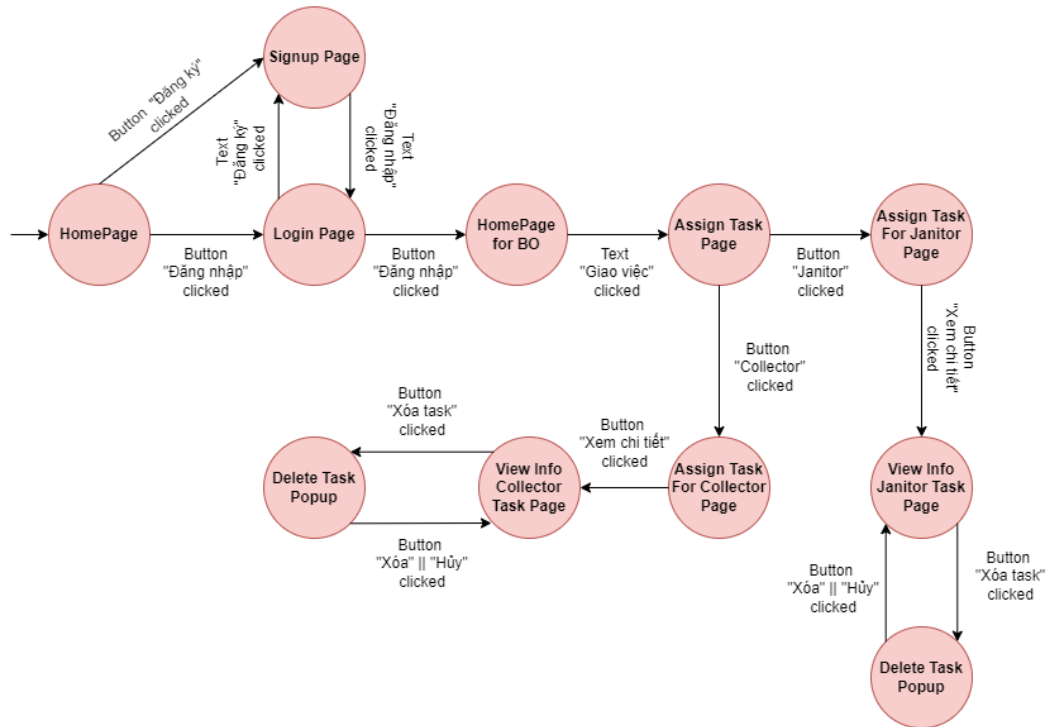 Signup Page
Button "Đăng ký"
clicked
Text
"Đăng ký"
clicked
Text
"Đăng nhập"
clicked
HomePage
Button
"Đăng nhập"
clicked
Login Page
Button
"Đăng nhập"
clicked
HomePage
for BO
Text
"Giao việc"
clicked
Assign Task
Page
Button
"Janitor"
clicked
Assign Task
For Janitor
Page
Button
"Collector"
clicked
Button
"Xem chi tiết"
clicked
Button
"Xóa task"
clicked
Button
"Xem chi tiết"
clicked
Delete Task
Popup
View Info
Collector
Task Page
Assign Task
For Collector
Page
View Info
Janitor Task
Page
Button
"Xóa" || "Hủy"
clicked
Button
"Xóa" || "Hủy"
clicked
Button
"Xóa task"
clicked
Delete Task
Popup